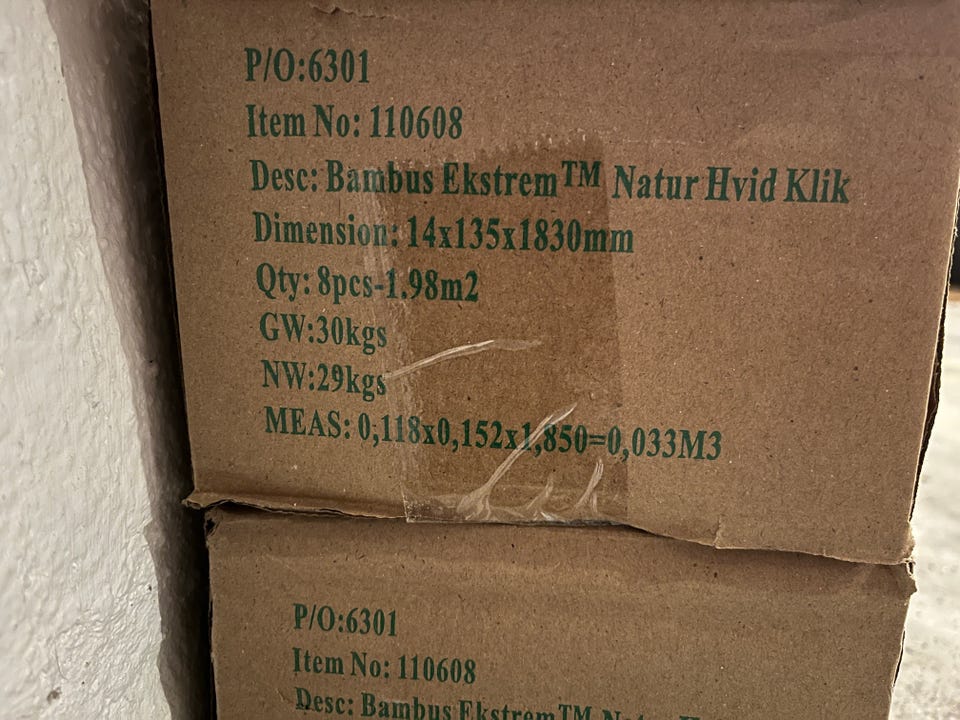 P/O:6301
Item No: 110608
Desc: Bambus Ekstrem™ Natur Hvid Klik
Dimension: 14x135x1830mm
Qty: 8pcs-1.98m2
GW:30kgs
NW:29kgs
MEAS: 0,118x0,152x1,850=0,033M3
P/O:6301
Item No: 110608
Desc: Bambus Ekstrem™ Natur